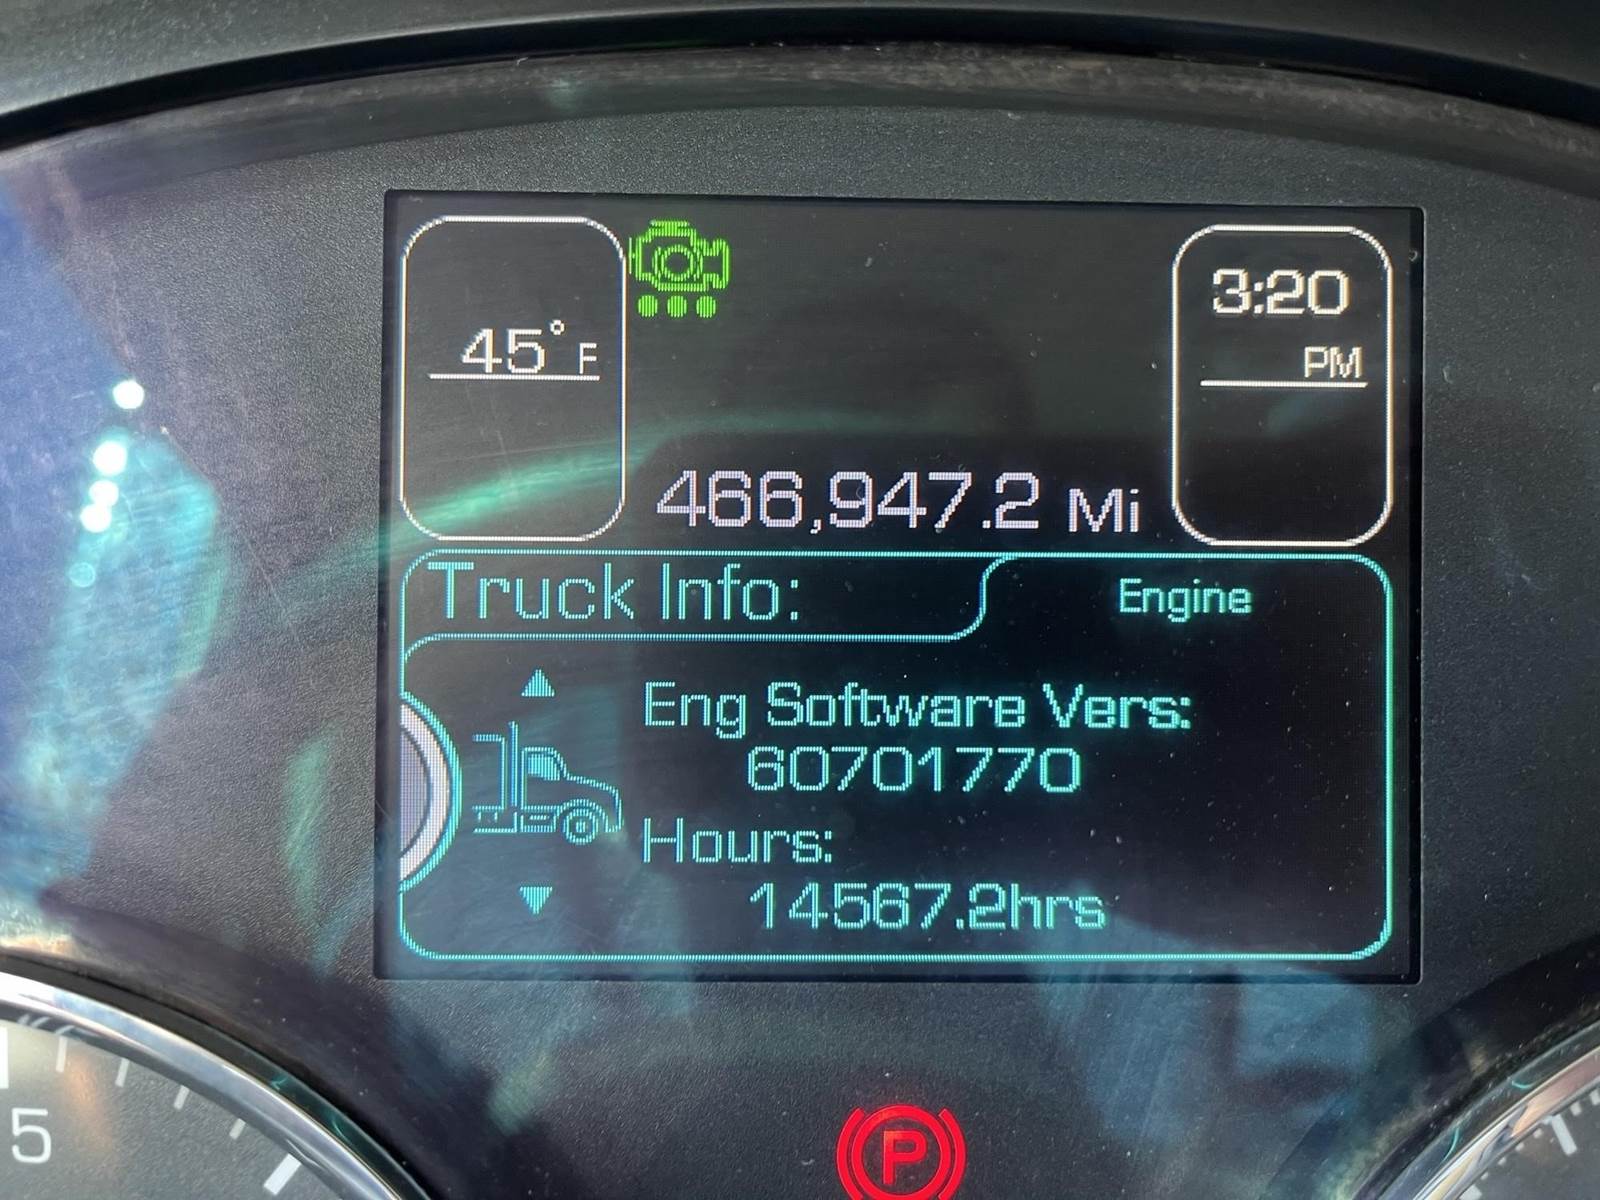 45°F
3:20
PM
466,947.2 Mi
Truck Info:
Engine
Eng Software Vers:
60701770
Hours:
14567.2hrs
5
P